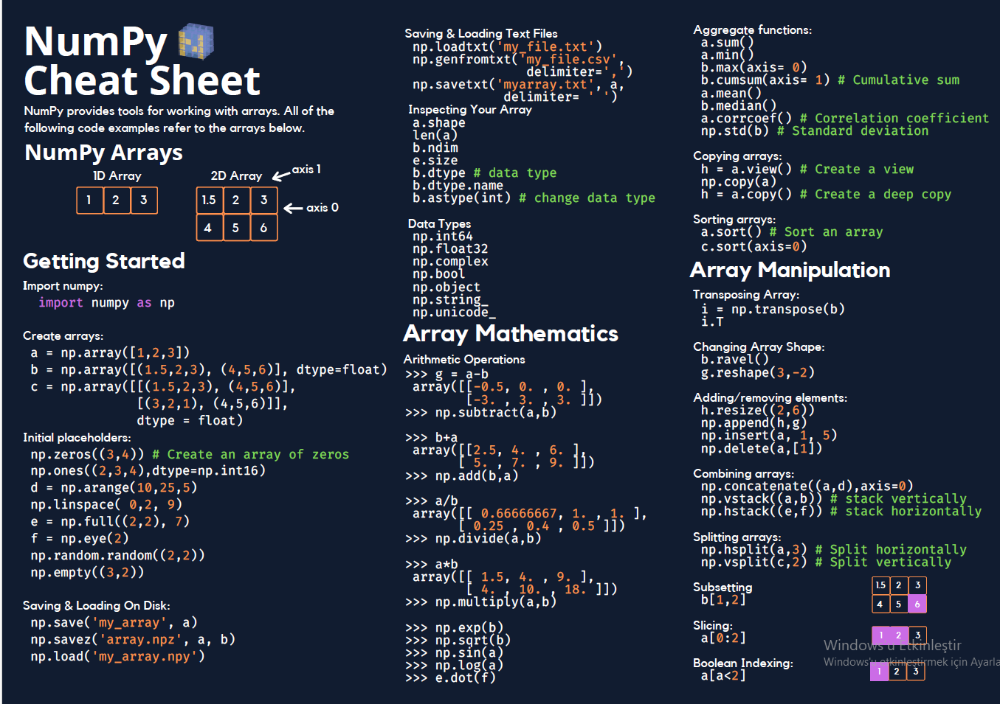 NumPy
Cheat Sheet
NumPy provides tools for working with arrays. All of the
following code examples refer to the arrays below.
NumPy Arrays
1D Array
1 2 3
2D Array
axis 1
1.5 2 3
axis 0
4 5 6
Getting Started
Import numpy:
import numpy as np
Create arrays:
a = np.array([1,2,3])
b = np.array([(1.5,2,3), (4,5,6)], dtype=float)
c = np.array([[(1.5,2,3), (4,5,6)],
[(3,2,1), (4,5,6)]],
dtype = float)
Initial placeholders:
np.zeros((3,4)) # Create an array of zeros
np.ones((2,3,4),dtype=np.int16)
d = np.arange(10,25,5)
np.linspace( 0,2, 9)
e = np.full((2,2), 7)
f = np.eye(2)
np.random.random((2,2))
np.empty((3,2))
Saving & Loading On Disk:
np.save('my_array', a)
np.savez('array.npz', a, b)
np.load('my_array.npy')
Saving & Loading Text Files
np.loadtxt('my_file.txt')
np.genfromtxt('my_file.csv',
delimiter=',')
np.savetxt('myarray.txt', a,
delimiter= ' ')
Inspecting Your Array
a.shape
len(a)
b.ndim
e.size
b.dtype # data type
b.dtype.name
b.astype(int) # change data type
Data Types
np.int64
np.float32
np.complex
np.bool
np.object
np.string_
np.unicode_
Array Mathematics
Arithmetic Operations
>>> g = a-b
array([[-0.5, 0. , 0. ],
[-3. , 3. , 3. ]])
>>> np.subtract(a,b)
>>> b+a
array([[2.5, 4. , 6. ],
[ 5. , 7. , 9. ]])
>>> np.add(b,a)
>>> a/b
array([[ 0.66666667, 1. , 1. ],
[ 0.25 , 0.4 , 0.5 ]])
>>> np.divide(a,b)
>>> a*b
array([[ 1.5, 4. , 9. ],
[ 4. , 10. , 18. ]])
>>> np.multiply(a,b)
>>> np.exp(b)
>>> np.sqrt(b)
>>> np.sin(a)
>>> np.log(a)
>>> e.dot(f)
Aggregate functions:
a.sum()
a.min()
b.max(axis= 0)
b.cumsum(axis= 1) # Cumulative sum
a.mean()
b.median()
a.corrcoef() # Correlation coefficient
np.std(b) # Standard deviation
Copying arrays:
h = a.view() # Create a view
np.copy(a)
h = a.copy() # Create a deep copy
Sorting arrays:
a.sort() # Sort an array
c.sort(axis=0)
Array Manipulation
Transposing Array:
i = np.transpose(b)
i.T
Changing Array Shape:
b.ravel()
g.reshape(3,-2)
Adding/removing elements:
h.resize((2,6))
np.append(h,g)
np.insert(a, 1, 5)
np.delete(a,[1])
Combining arrays:
np.concatenate((a,d),axis=0)
np.vstack((a,b)) # stack vertically
np.hstack((e,f)) # stack horizontally
Splitting arrays:
np.hsplit(a,3) # Split horizontally
np.vsplit(c,2) # Split vertically
Subsetting
b[1,2]
1.5 2 3
4 5 6
Slicing:
a[0:2]
1 2 3
Boolean Indexing:
a[a<2]
1 2 3
Windows'u Etkinleştir
Windows'u etkinleştirmek için Ayarla